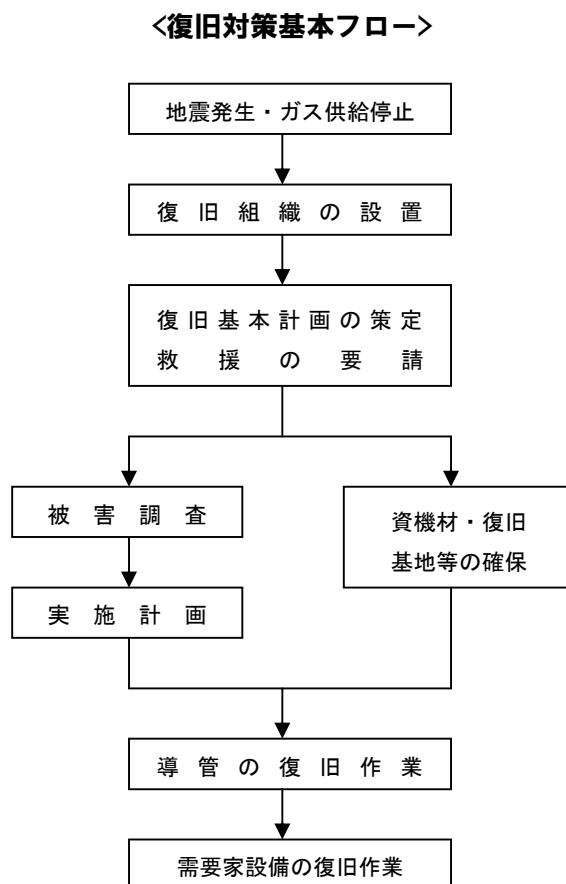 <復旧対策基本フロー>
地震発生・ガス供給停止
復旧組織の設置
復旧基本計画の策定
救援の要請
被害調査
実施計画
資機材・復旧
基地等の確保
導管の復旧作業
需要家設備の復旧作業